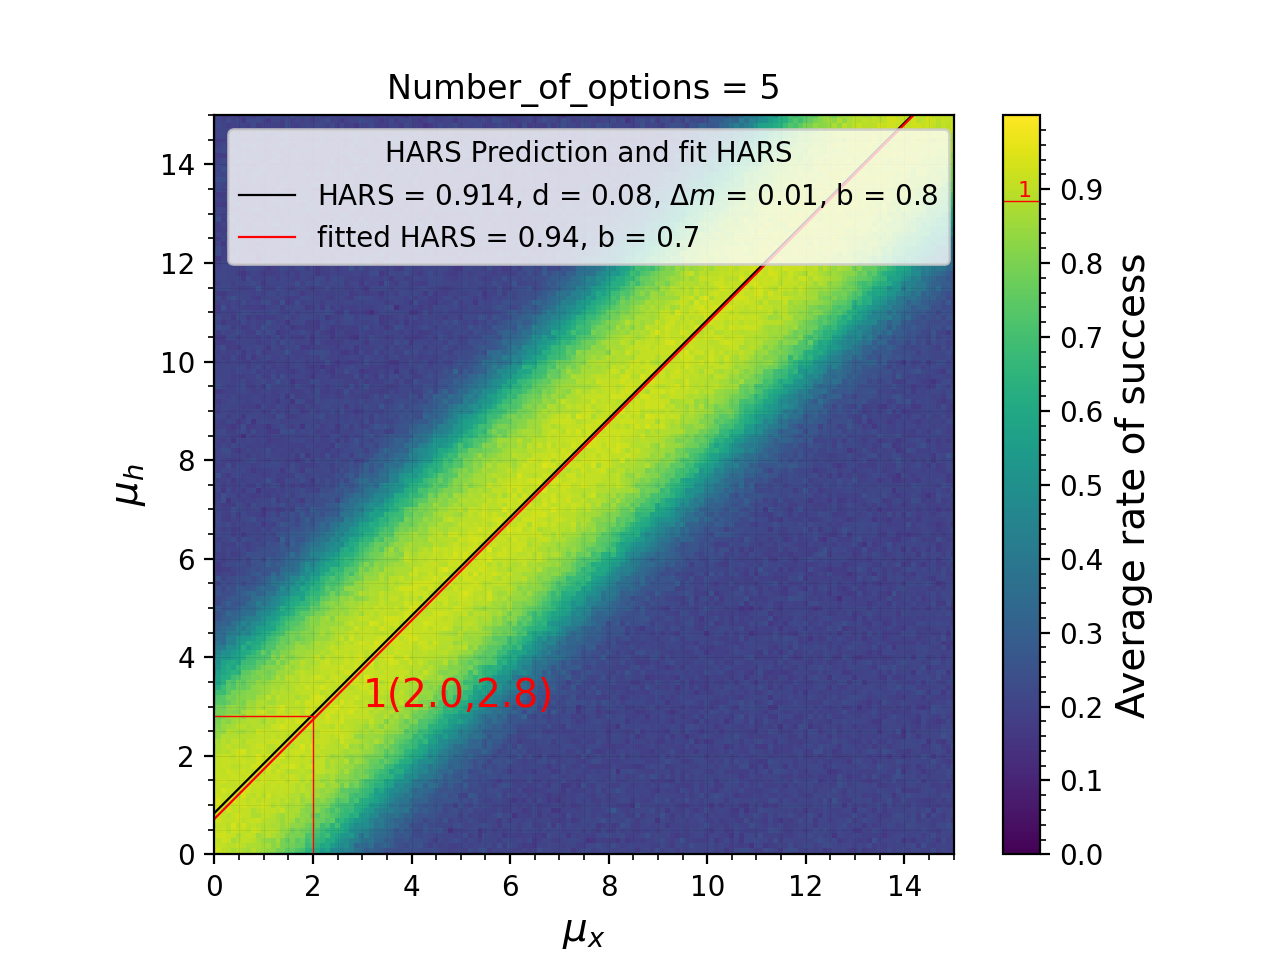 Number_of_options = 5
HARS Prediction and fit HARS
HARS = 0.914, d = 0.08, Δm = 0.01, b = 0.8
fitted HARS = 0.94, b = 0.7
14
12
10
8
6
4
2
0
μh
1(2.0,2.8)
0 2 4 6 8 10 12 14
μx
1
0.9
0.8
0.7
0.6
0.5
0.4
0.3
0.2
0.1
0.0
Average rate of success